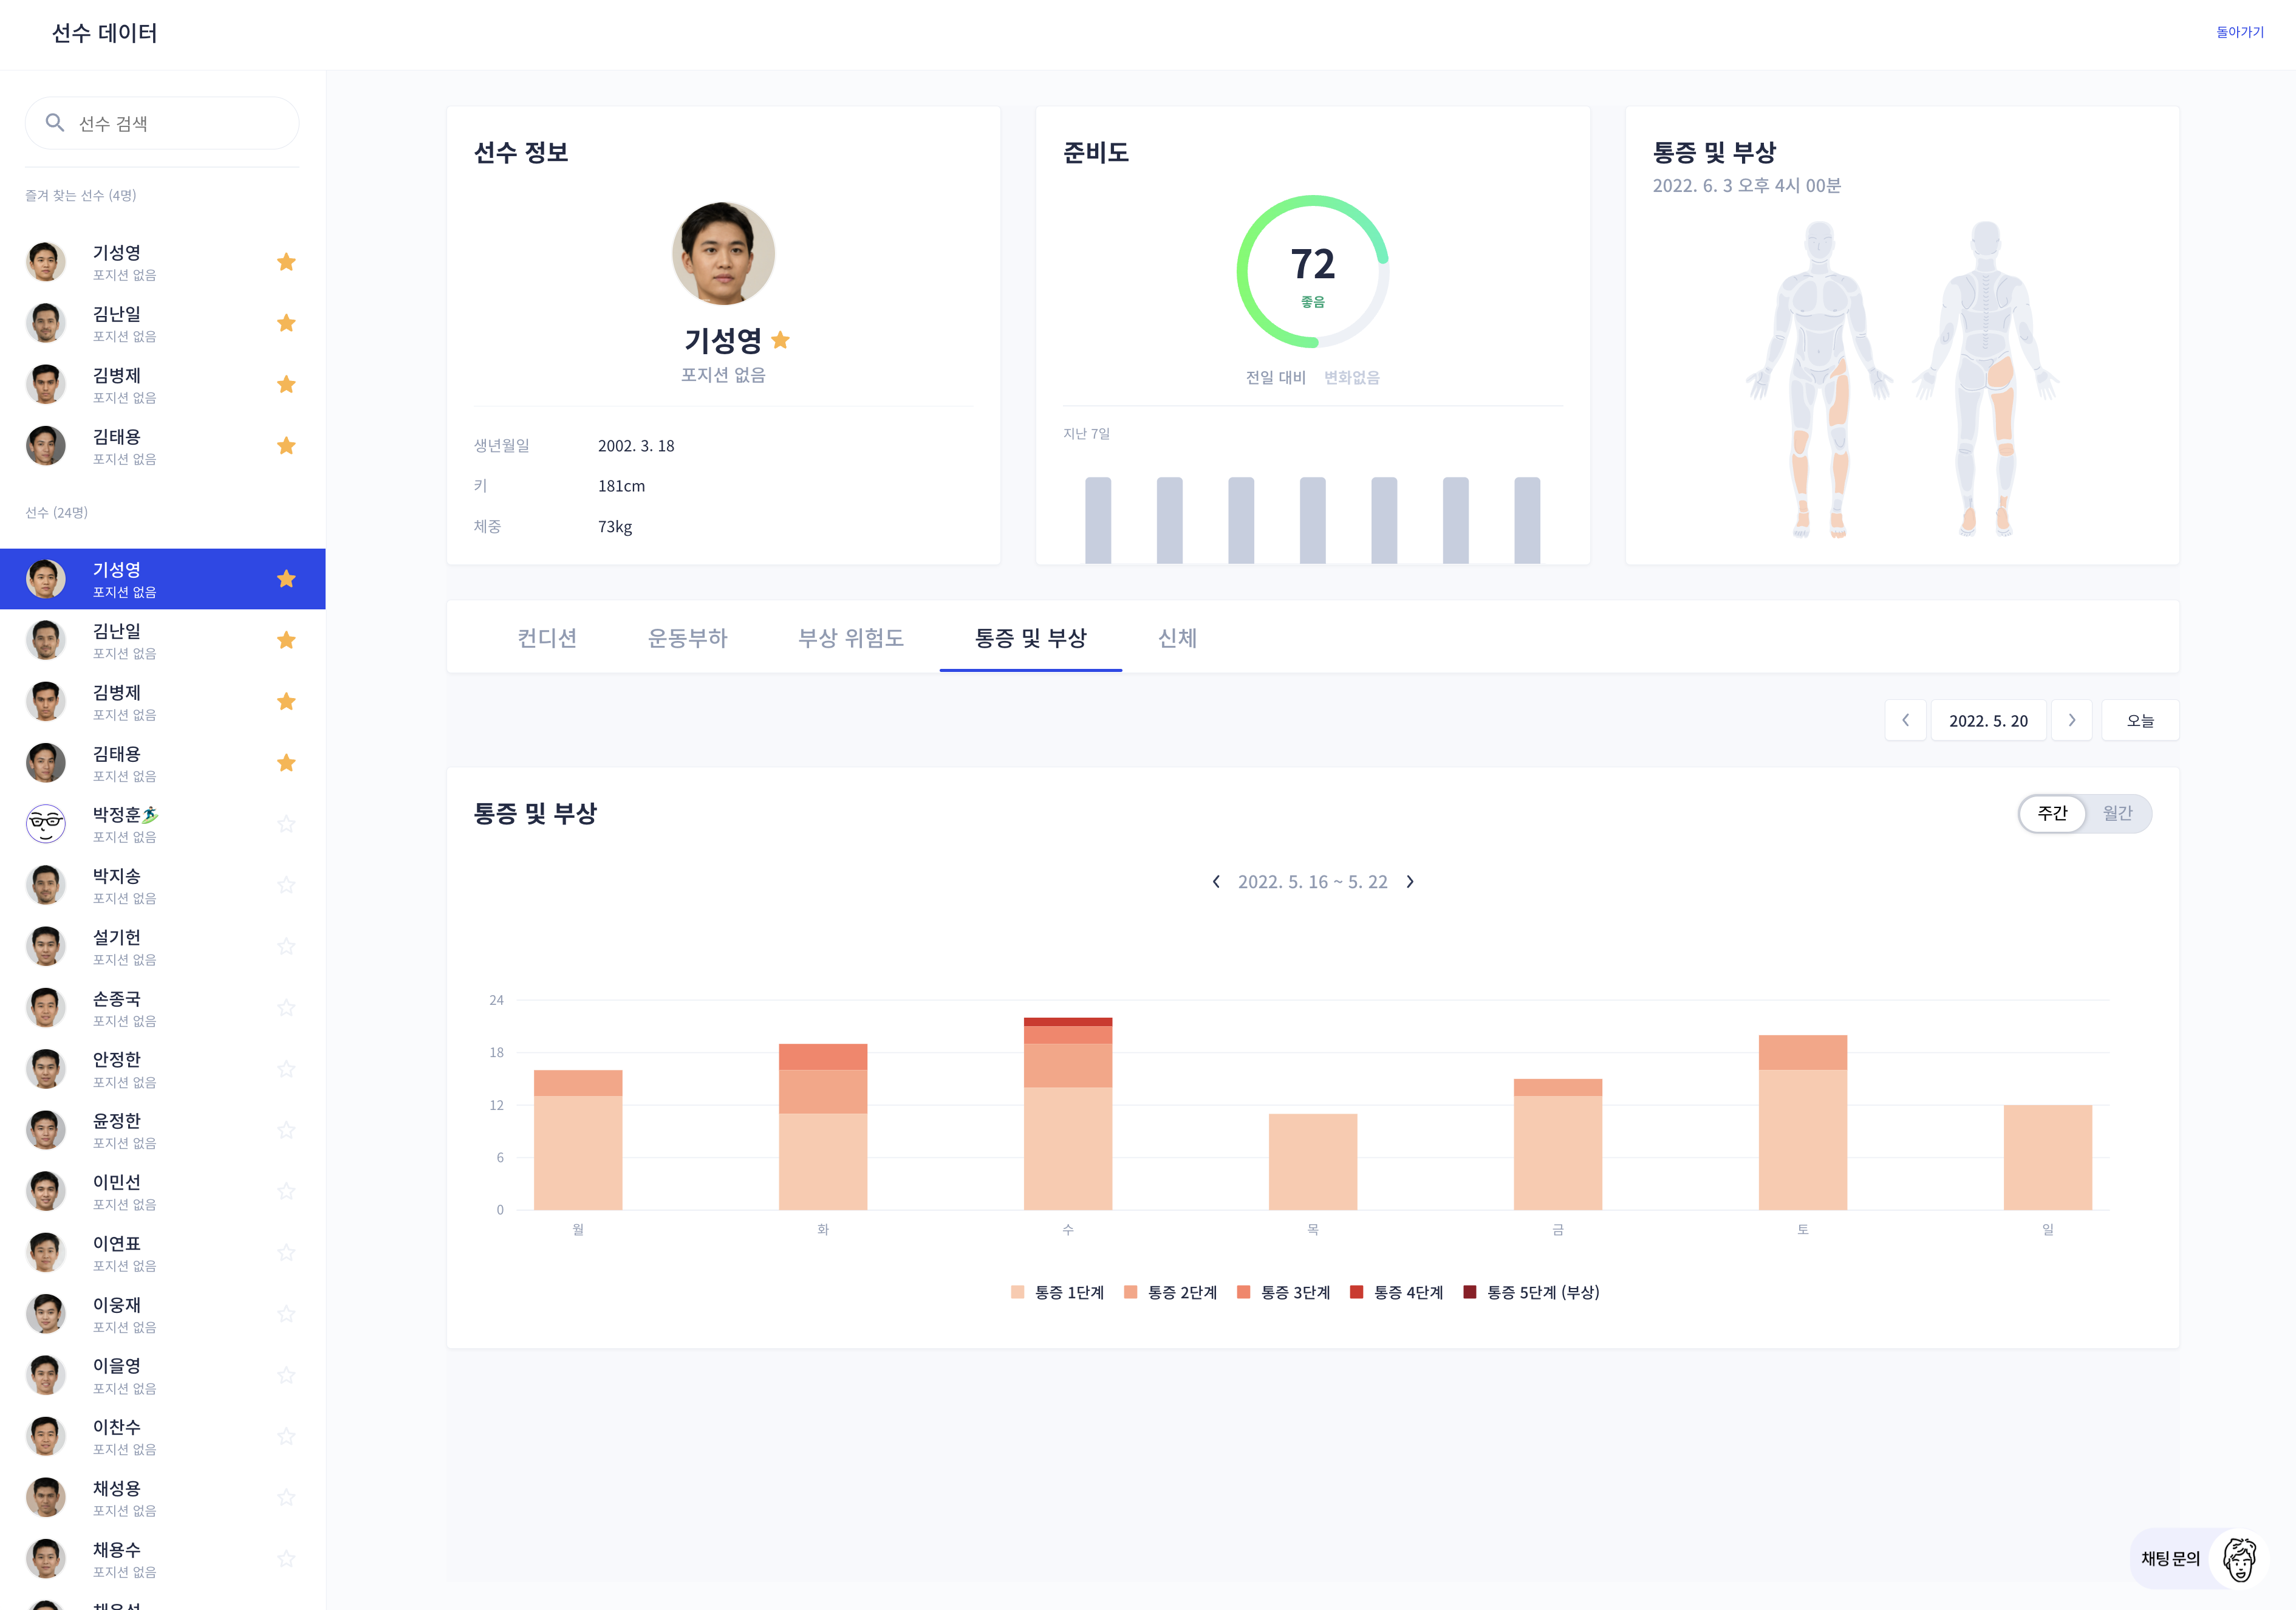 선수 데이터
돌아가기
선수 검색
즐겨 찾는 선수 (4명)
기성영
포지션 없음
김난일
포지션 없음
김병제
포지션 없음
김태용
포지션 없음
선수 (24명)
기성영
포지션 없음
김난일
포지션 없음
김병제
포지션 없음
김태용
포지션 없음
박정훈🏄‍♂️
포지션 없음
박지송
포지션 없음
설기헌
포지션 없음
손종국
포지션 없음
안정한
포지션 없음
윤정한
포지션 없음
이민선
포지션 없음
이연표
포지션 없음
이웅재
포지션 없음
이을영
포지션 없음
이찬수
포지션 없음
채성용
포지션 없음
채용수
포지션 없음
선수 정보
기성영
포지션 없음
생년월일 2002. 3. 18
키 181cm
체중 73kg
준비도
72
좋음
전일 대비 변화없음
지난 7일
통증 및 부상
2022. 6. 3 오후 4시 00분
컨디션 운동부하 부상 위험도 통증 및 부상 신체
2022. 5. 20 오늘
통증 및 부상
주간 월간
2022. 5. 16 ~ 5. 22
24
18
12
6
0
월 화 수 목 금 토 일
통증 1단계 통증 2단계 통증 3단계 통증 4단계 통증 5단계 (부상)
채팅 문의